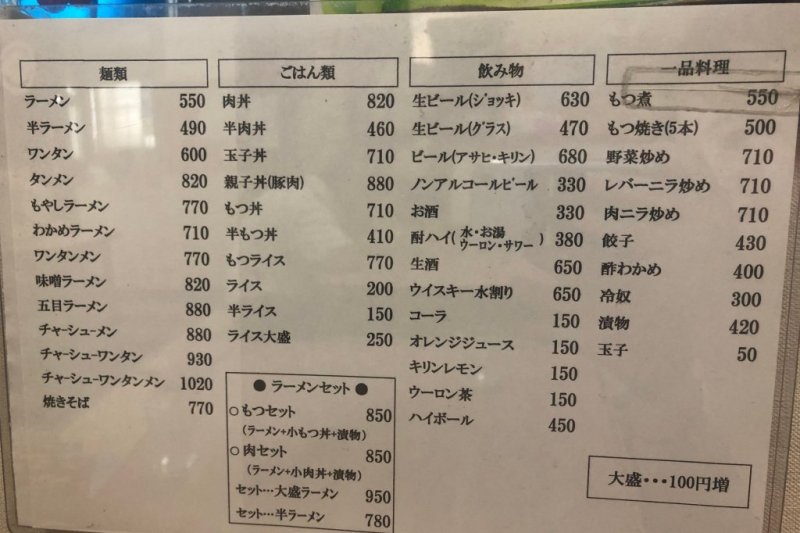 麺類
ラーメン 550
半ラーメン 490
ワンタン 600
タンメン 820
もやしラーメン 770
わかめラーメン 710
ワンタンメン 770
味噌ラーメン 820
五目ラーメン 880
チャーシューメン 880
チャーシューワンタン 930
チャーシューワンタンメン 1020
焼きそば 770
ごはん類
肉丼 820
半肉丼 460
玉子丼 710
親子丼(豚肉) 880
もつ丼 710
半もつ丼 410
もつライス 770
ライス 200
半ライス 150
ライス大盛 250
● ラーメンセット ●
○もつセット 850
(ラーメン+小もつ丼+漬物)
○肉セット 850
(ラーメン+小肉丼+漬物)
セット…大盛ラーメン 950
セット…半ラーメン 780
飲み物
生ビール(ジョッキ) 630
生ビール(グラス) 470
ビール(アサヒ・キリン) 680
ノンアルコールビール 330
お酒 330
酎ハイ(水・お湯 ウーロン・サワー) 380
生酒 650
ウイスキー水割り 650
コーラ 150
オレンジジュース 150
キリンレモン 150
ウーロン茶 150
ハイボール 450
一品料理
もつ煮 550
もつ焼き(5本) 500
野菜炒め 710
レバーニラ炒め 710
肉ニラ炒め 710
餃子 430
酢わかめ 400
冷奴 300
漬物 420
玉子 50
大盛・・・100円増